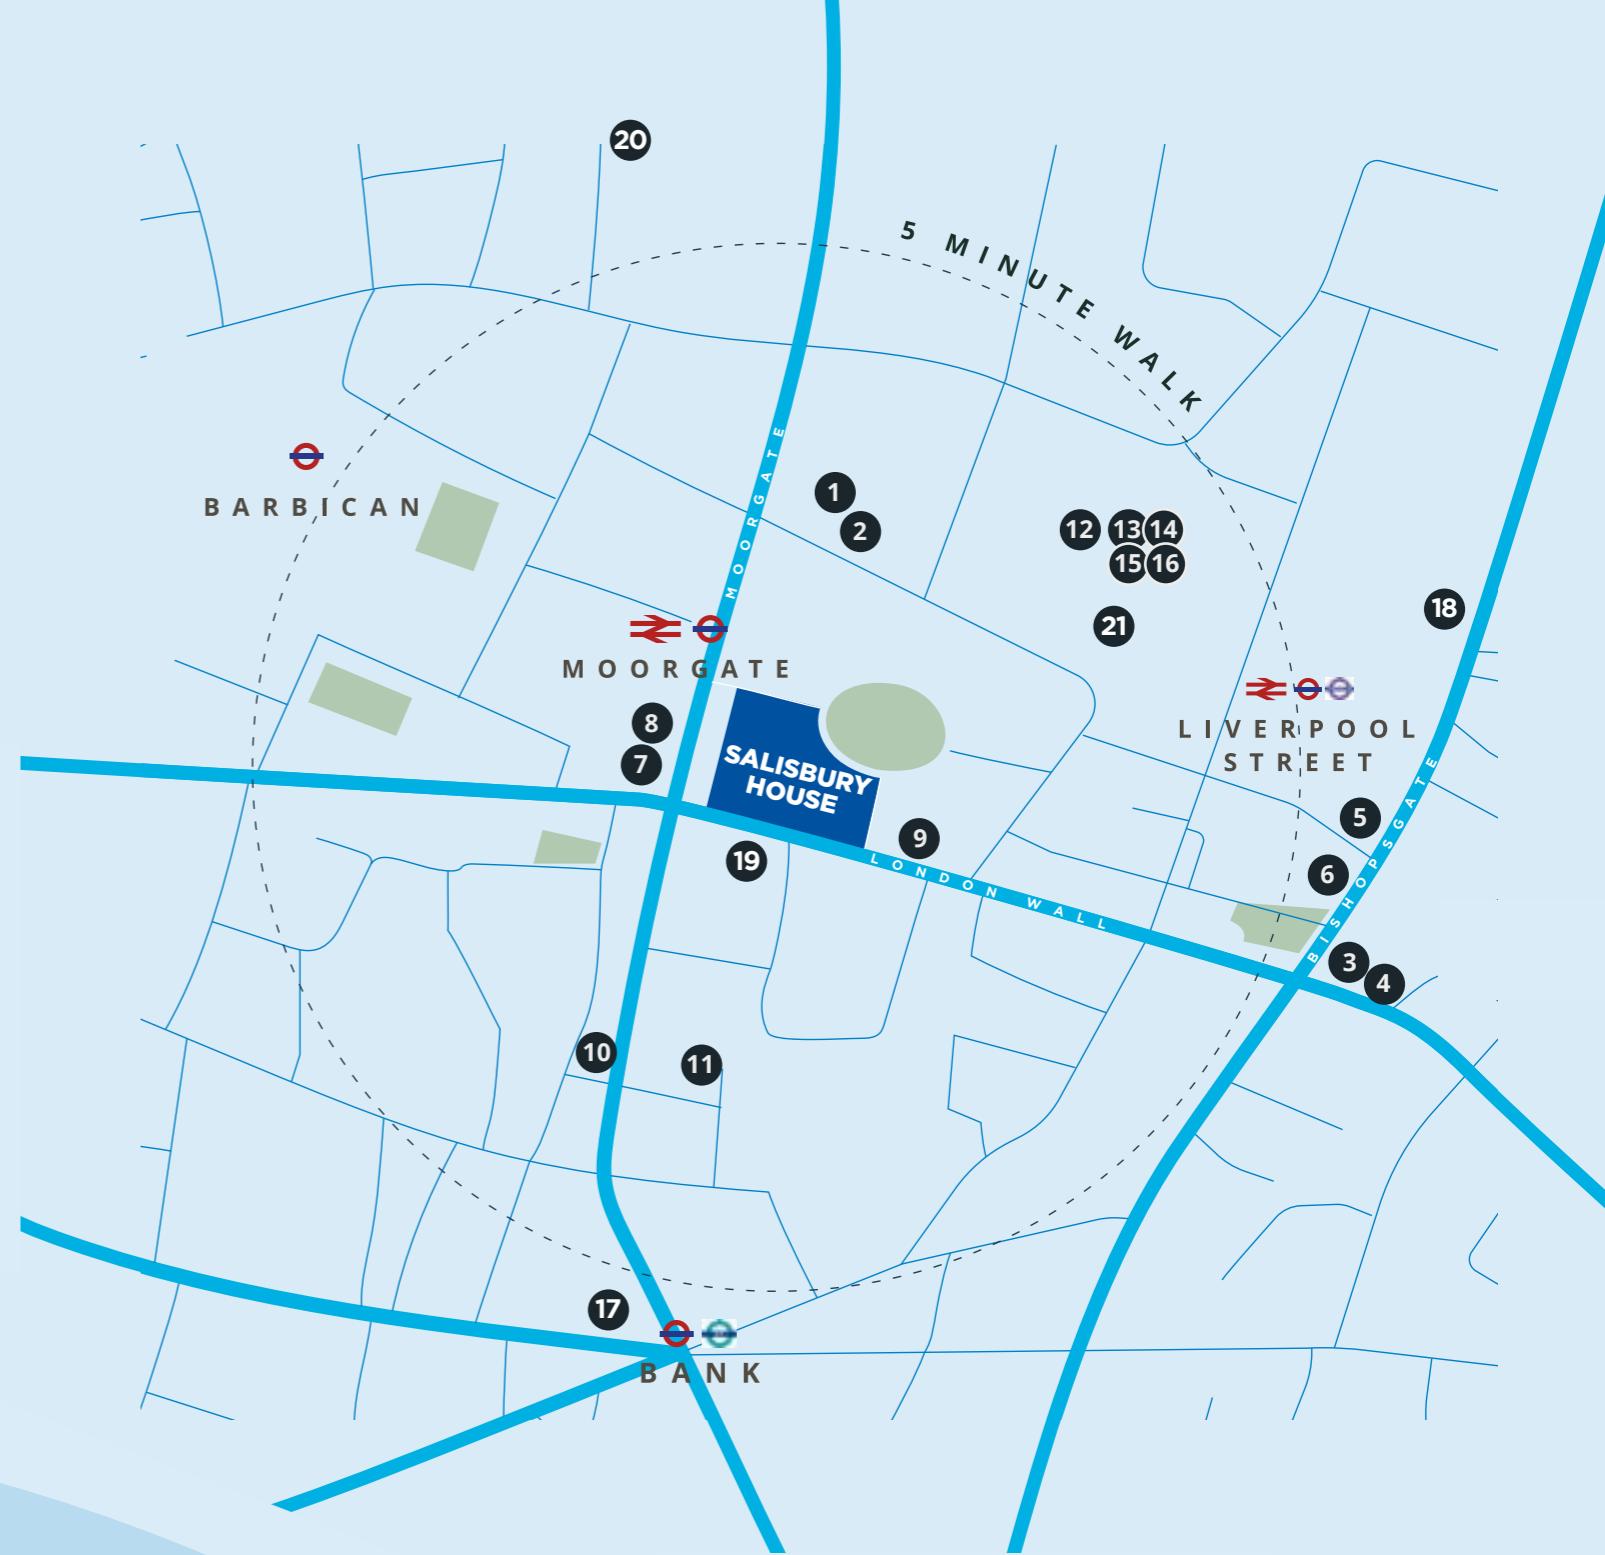 20
5 MINUTE WALK
BARBICAN
MOORGATE
1
2
12
13
14
15
16
21
18
MOORGATE
LIVERPOOL
STREET
8
7
SALISBURY
HOUSE
5
BISHOPSGATE
9
19
LONDON WALL
6
3
4
10
11
17
BANK